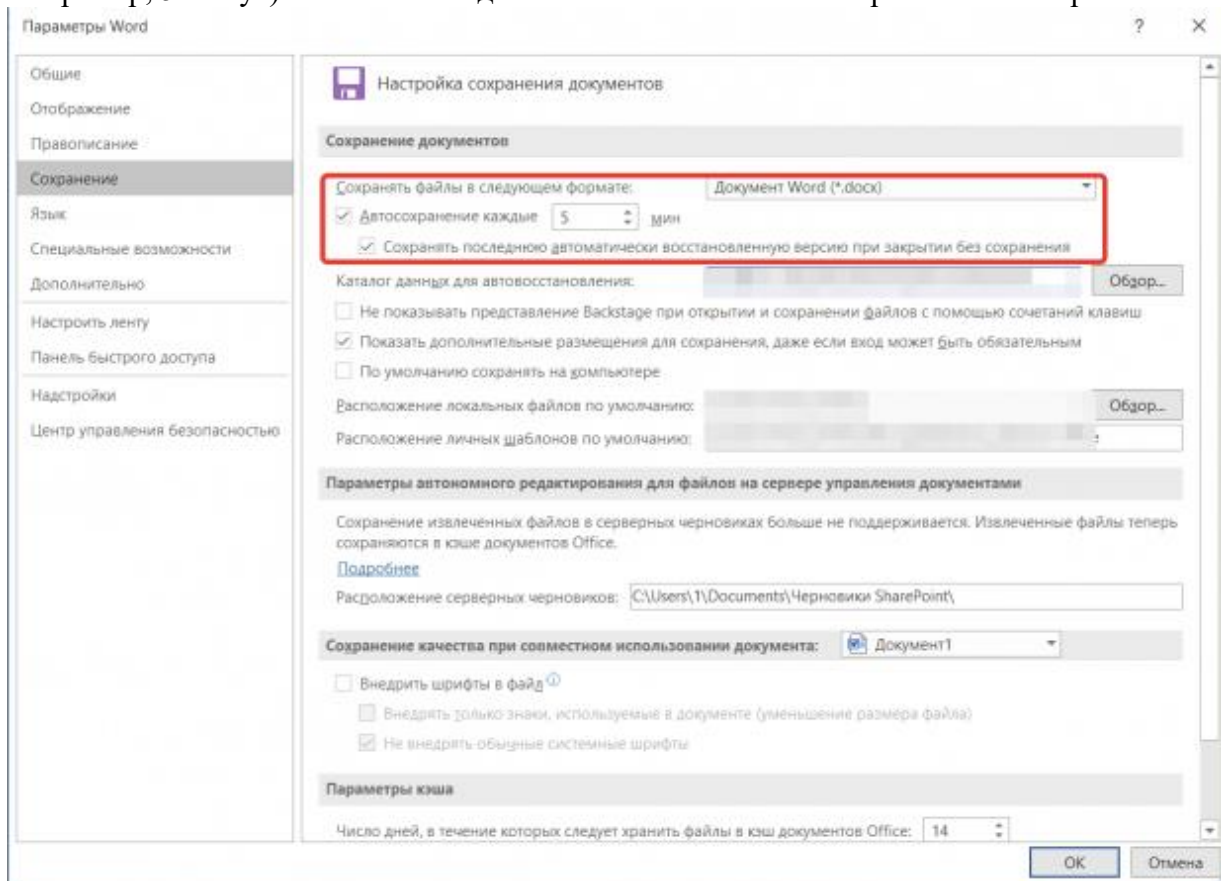 Параметры Word
?
Общие
Отображение
Правописание
Сохранение
Язык
Специальные возможности
Дополнительно
Настроить ленту
Панель быстрого доступа
Надстройки
Центр управления безопасностью
Настройка сохранения документов
Сохранение документов
Сохранять файлы в следующем формате: Документ Word (*.docx)
Автосохранение каждые 5 мин
Сохранять последнюю автоматически восстановленную версию при закрытии без сохранения
Каталог данных для автовосстановления: Обзор...
Не показывать представление Backstage при открытии и сохранении файлов с помощью сочетаний клавиш
Показать дополнительные размещения для сохранения, даже если вход может быть обязательным
По умолчанию сохранять на компьютере
Расположение локальных файлов по умолчанию: Обзор...
Расположение личных шаблонов по умолчанию:
Параметры автономного редактирования для файлов на сервере управления документами
Сохранение извлеченных файлов в серверных черновиках больше не поддерживается. Извлеченные файлы теперь
сохраняются в кэше документов Office.
Подробнее
Расположение серверных черновиков: C:\Users\1\Documents\Черновики SharePoint\
Сохранение качества при совместном использовании документа: Документ1
Внедрить шрифты в файл
Внедрять только знаки, используемые в документе (уменьшение размера файла)
Не внедрять обычные системные шрифты
Параметры кэша
Число дней, в течение которых следует хранить файлы в кэш документов Office: 14
ОК
Отмена